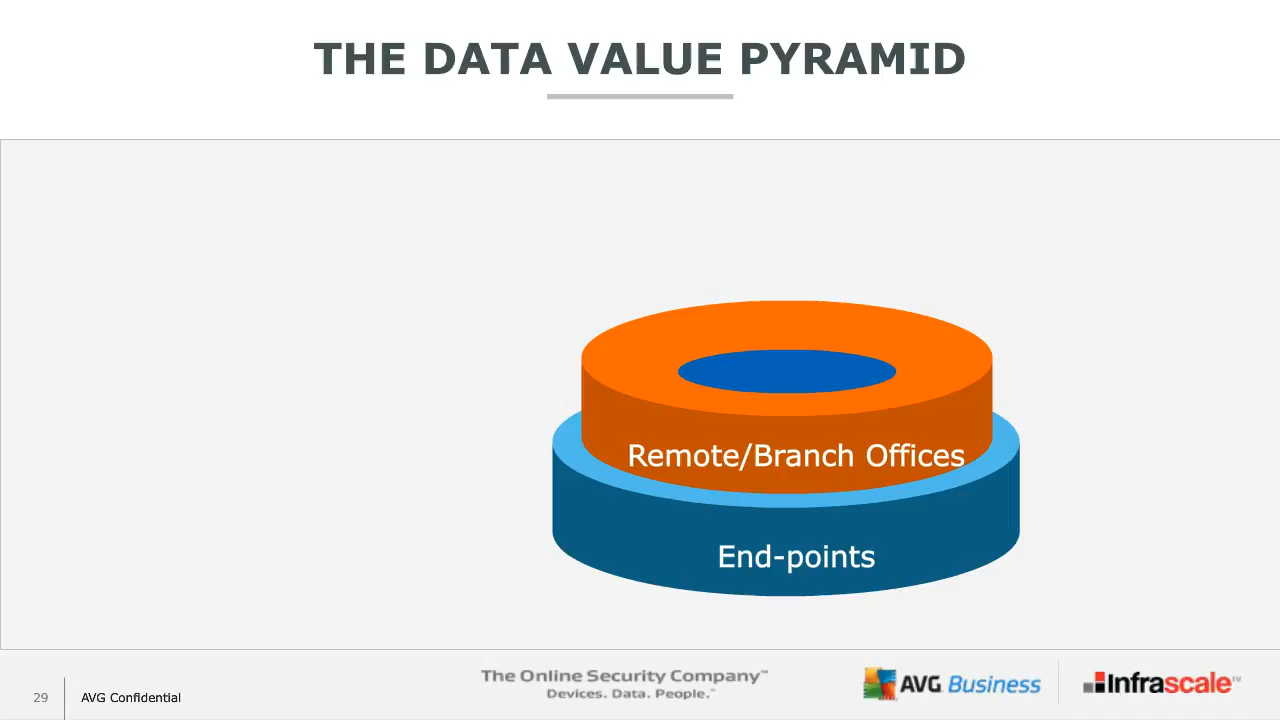 THE DATA VALUE PYRAMID
Remote/Branch Offices
End-points
29
AVG Confidential
The Online Security Company™
Devices. Data. People.™
AVG Business
Infrascale™